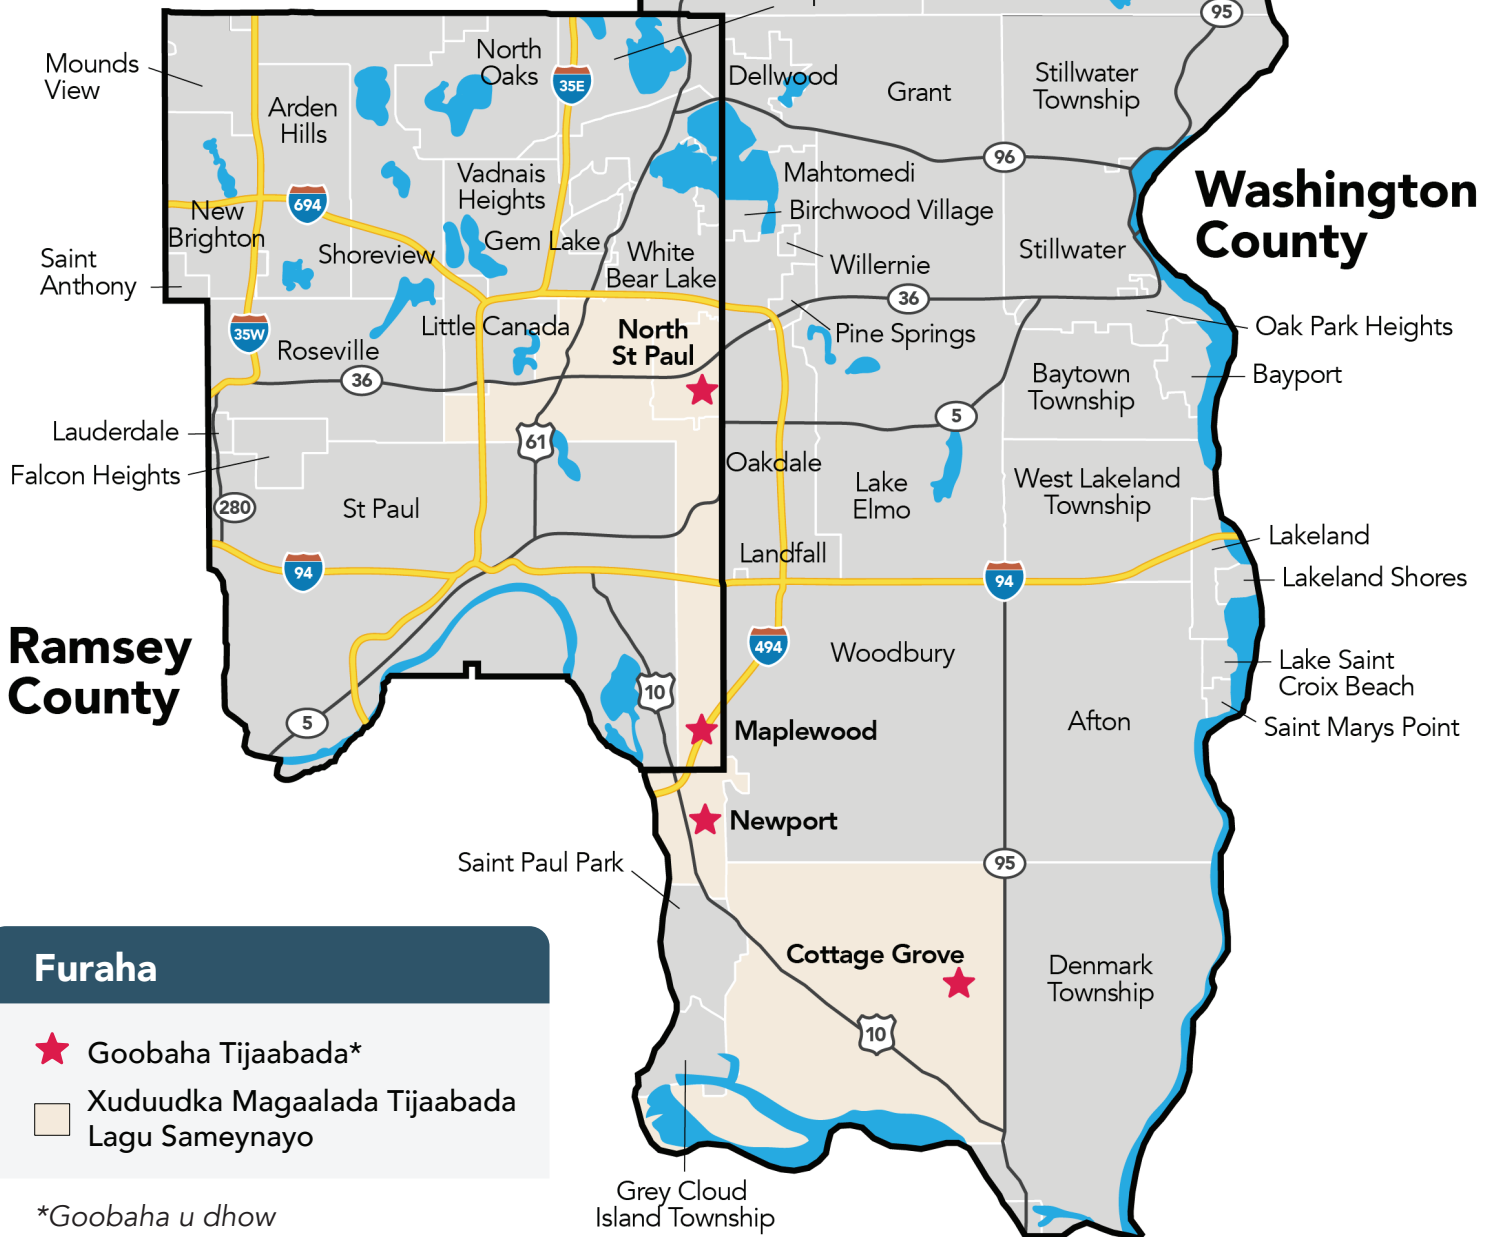 95
Mounds
View
North
Oaks
35E
Dellwood
Grant
Stillwater
Township
Arden
Hills
96
Vadnais
Heights
Mahtomedi
Washington
County
694
New
Brighton
Birchwood Village
Shoreview
Gem Lake
White
Bear Lake
Stillwater
Willernie
Saint
Anthony
36
35W
Little Canada
North
St Paul
Pine Springs
Oak Park Heights
Roseville
36
Baytown
Township
Bayport
5
Lauderdale
61
Falcon Heights
Oakdale
Lake
Elmo
West Lakeland
Township
280
St Paul
Lakeland
Landfall
94
94
Lakeland Shores
Ramsey
County
494
Woodbury
Lake Saint
Croix Beach
10
5
Maplewood
Afton
Saint Marys Point
Newport
Saint Paul Park
95
Cottage Grove
Denmark
Township
10
Furaha
Goobaha Tijaabada*
Xuduudka Magaalada Tijaabada
Lagu Sameynayo
*Goobaha u dhow
Grey Cloud
Island Township